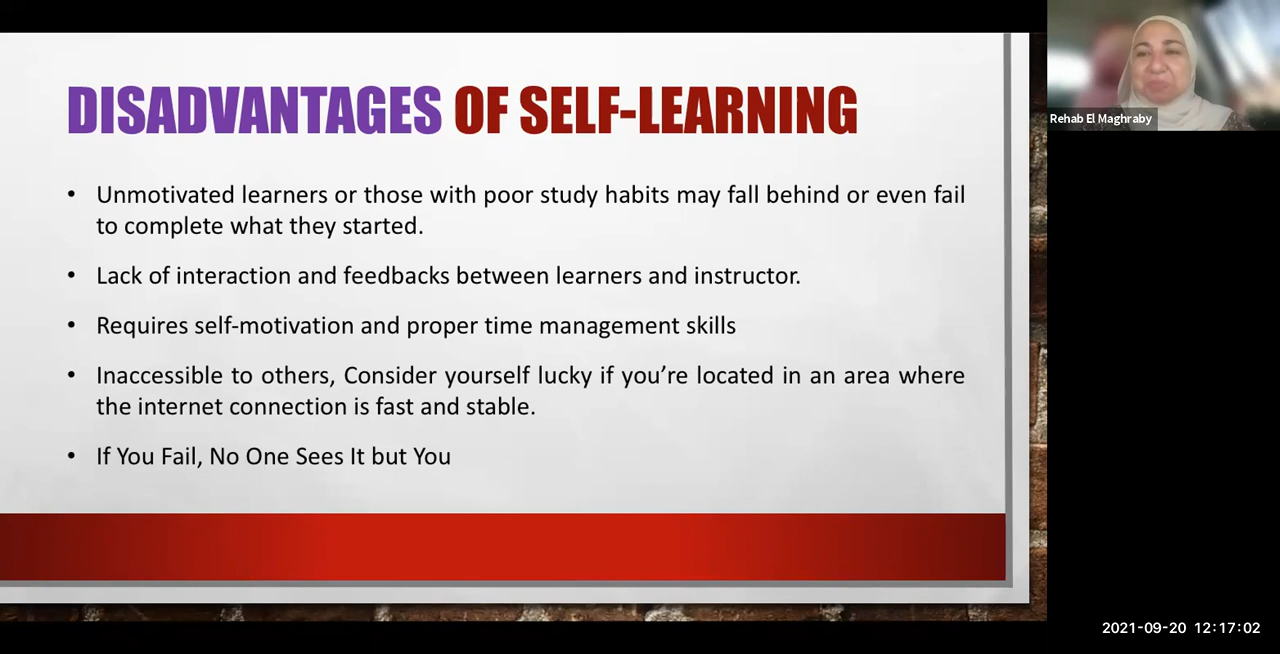 DISADVANTAGES OF SELF-LEARNING
• Unmotivated learners or those with poor study habits may fall behind or even fail
to complete what they started.
• Lack of interaction and feedbacks between learners and instructor.
• Requires self-motivation and proper time management skills
• Inaccessible to others, Consider yourself lucky if you’re located in an area where
the internet connection is fast and stable.
• If You Fail, No One Sees It but You
Rehab El Maghraby
2021-09-20 12:17:02